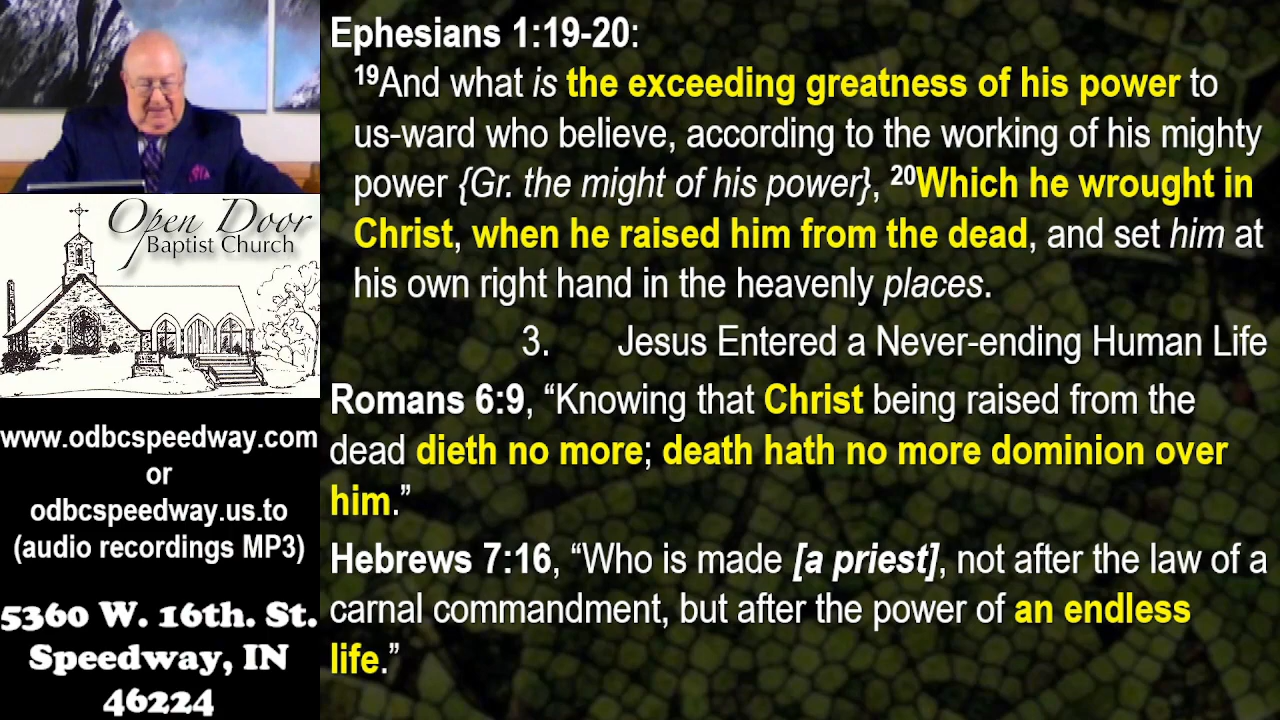 Ephesians 1:19-20:
19And what is the exceeding greatness of his power to
us-ward who believe, according to the working of his mighty
power {Gr. the might of his power}, 20Which he wrought in
Christ, when he raised him from the dead, and set him at
his own right hand in the heavenly places.
3. Jesus Entered a Never-ending Human Life
Romans 6:9, “Knowing that Christ being raised from the
dead dieth no more; death hath no more dominion over
him.”
Hebrews 7:16, “Who is made [a priest], not after the law of a
carnal commandment, but after the power of an endless
life.”
Open Door
Baptist Church
www.odbcspeedway.com
or
odbcspeedway.us.to
(audio recordings MP3)
5360 W. 16th. St.
Speedway, IN
46224